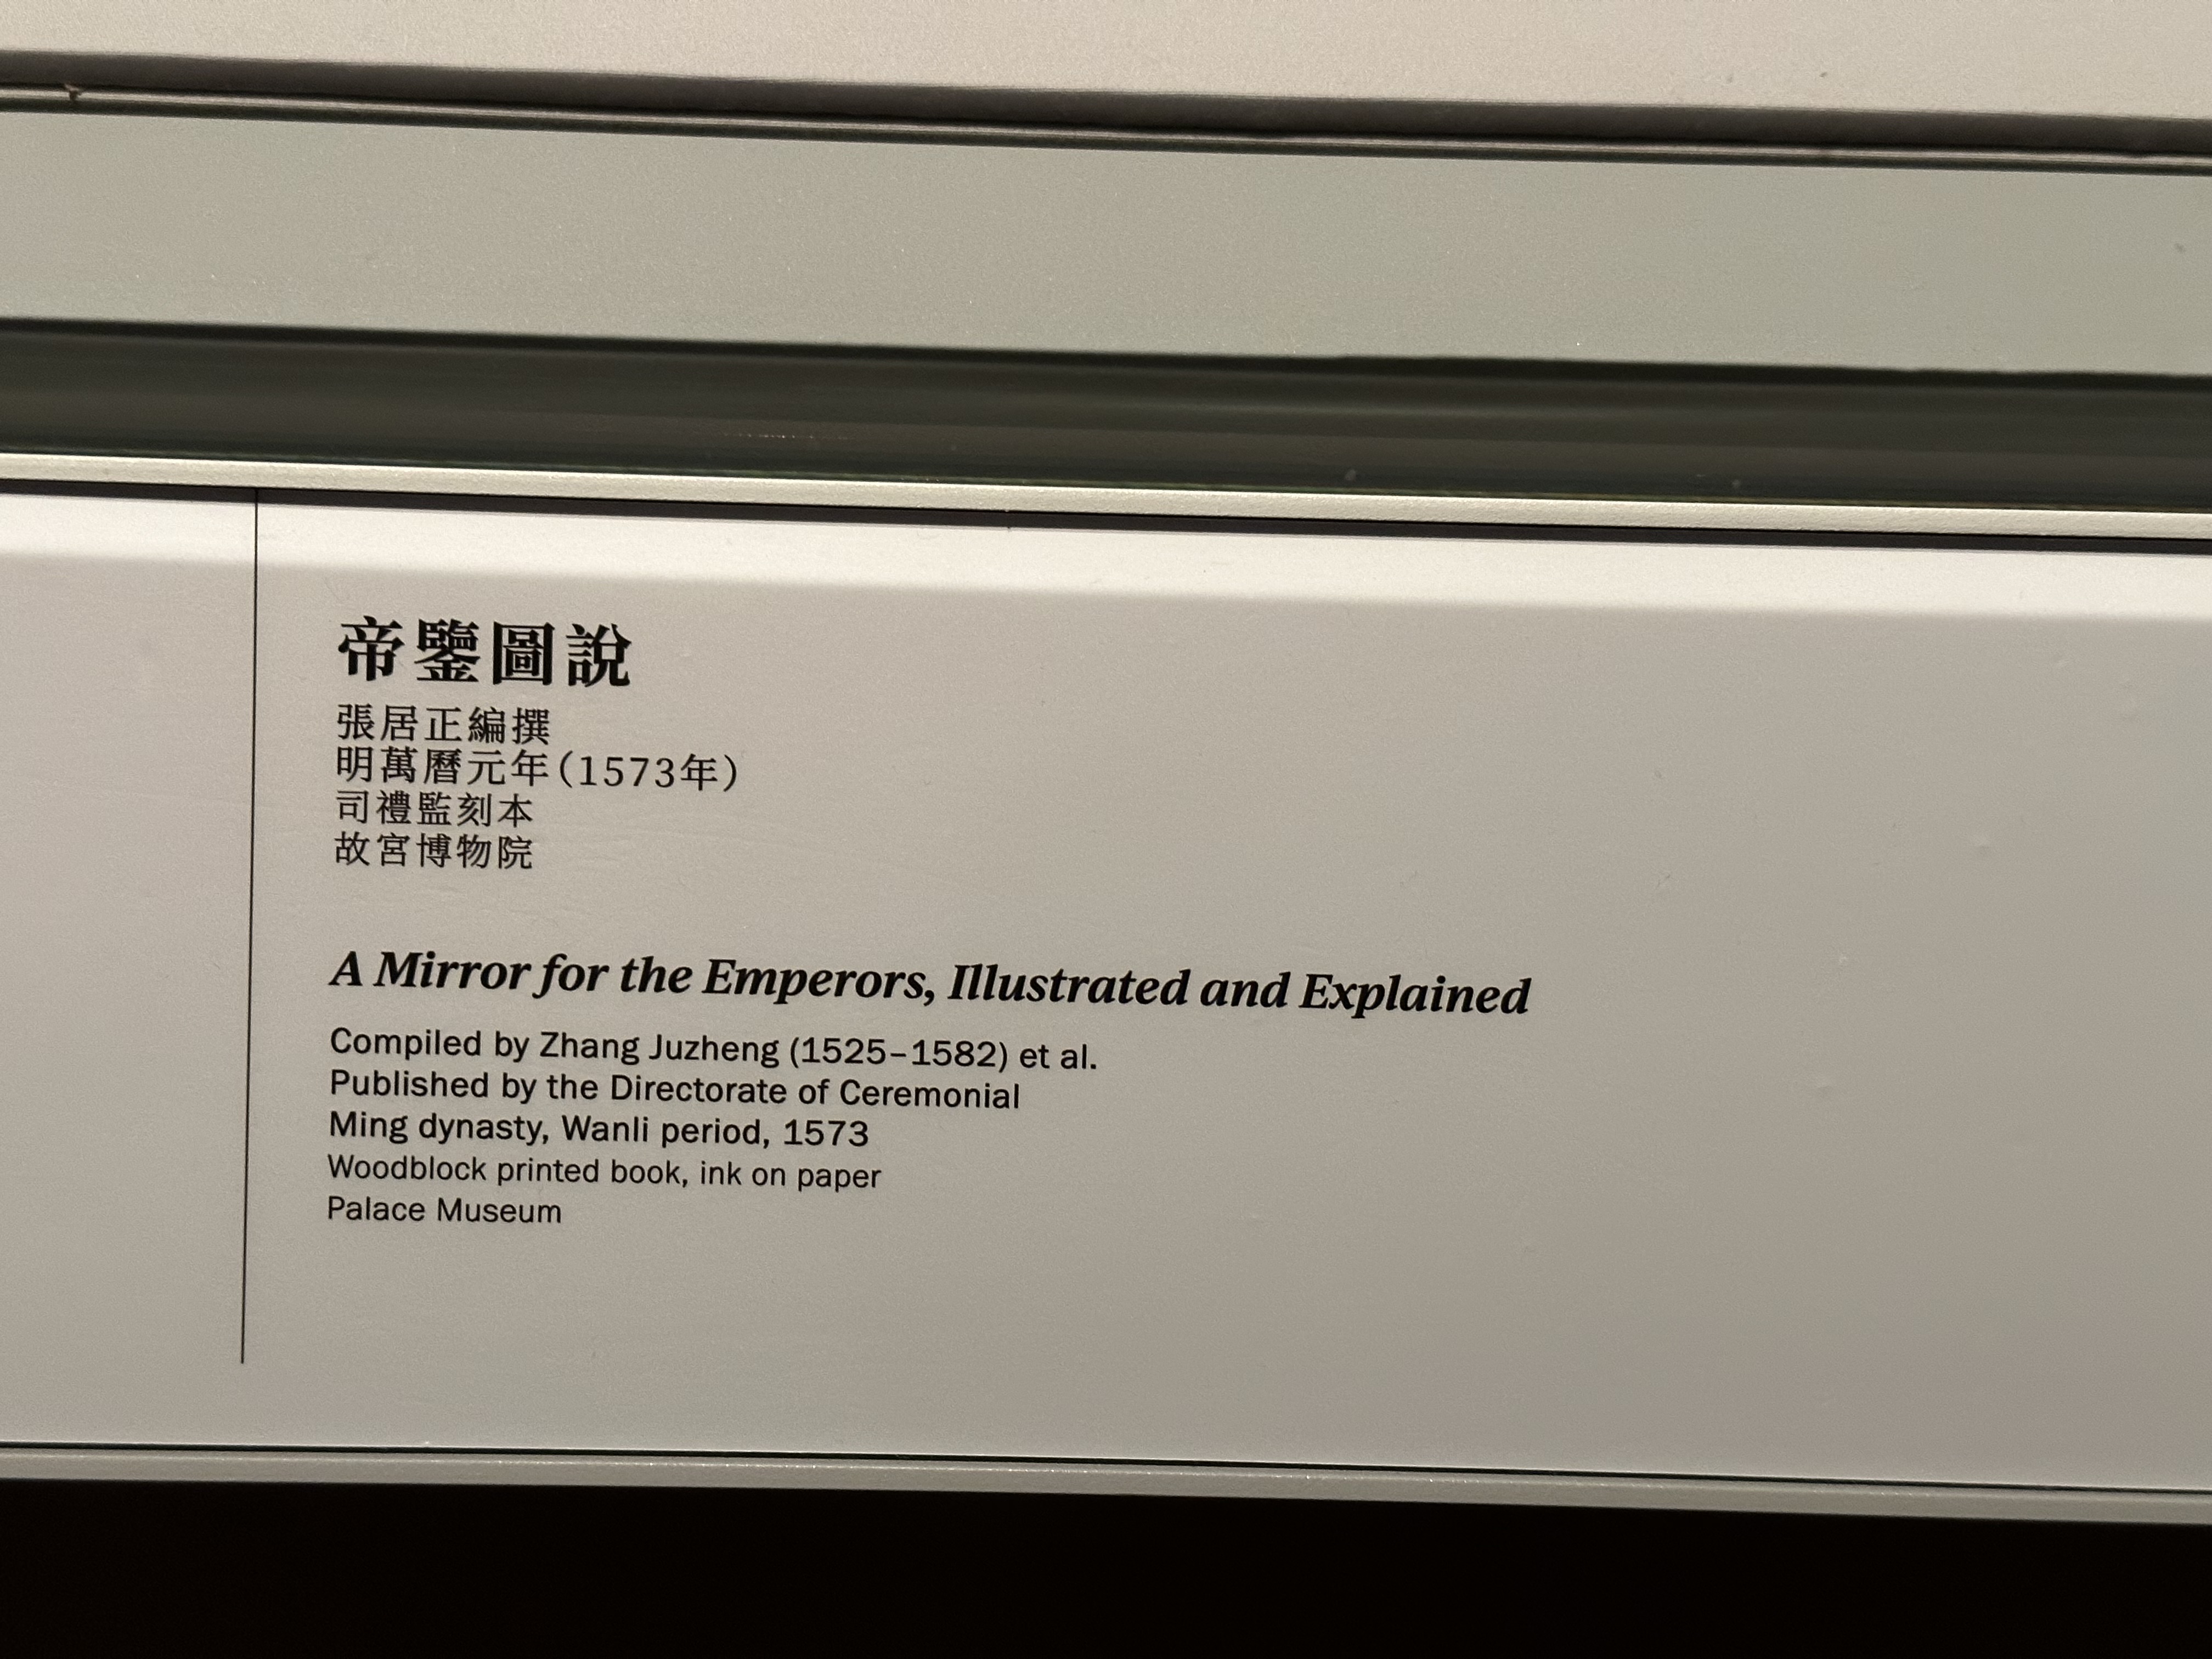 帝鑒圖說
張居正編撰
明萬曆元年（1573年）
司禮監刻本
故宮博物院
A Mirror for the Emperors, Illustrated and Explained
Compiled by Zhang Juzheng (1525–1582) et al.
Published by the Directorate of Ceremonial
Ming dynasty, Wanli period, 1573
Woodblock printed book, ink on paper
Palace Museum